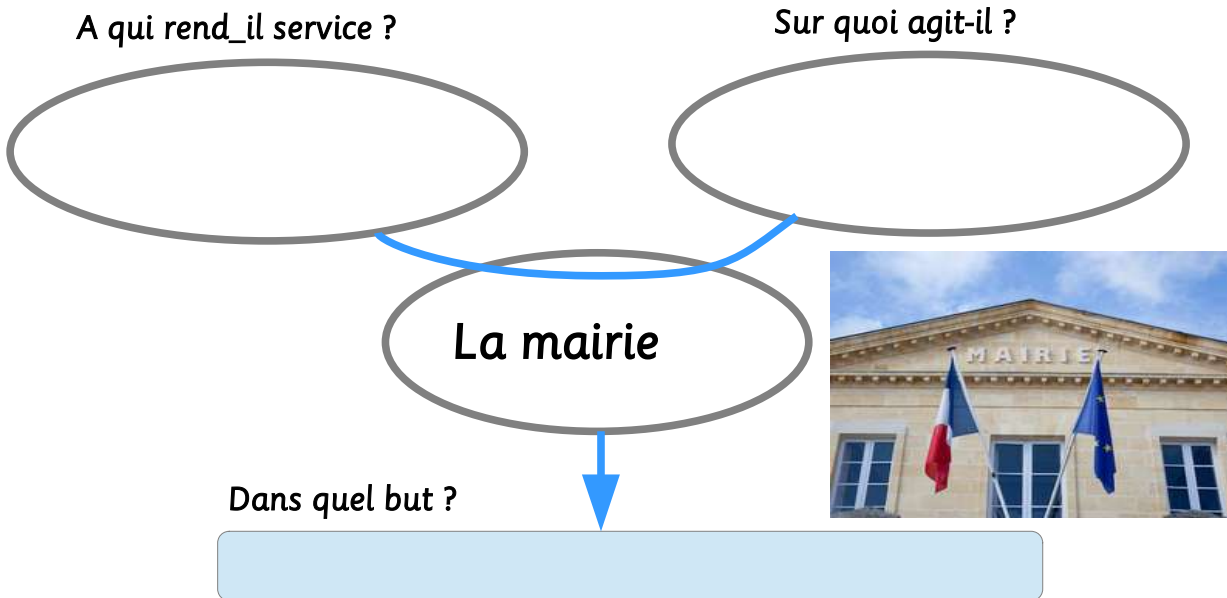 A qui rend_il service ?
Sur quoi agit-il ?
La mairie
MAIRIE
Dans quel but ?